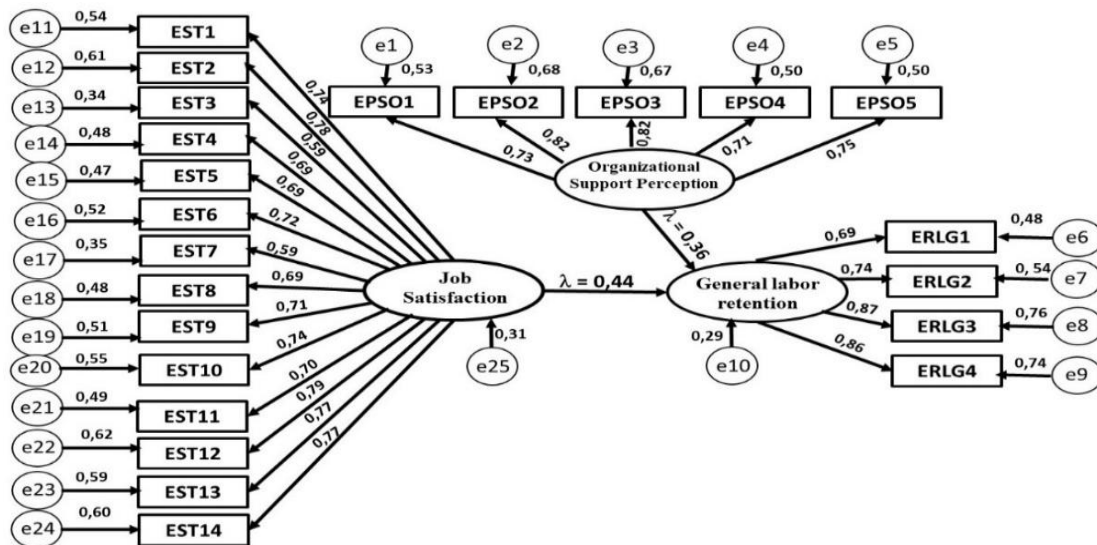 e11 0,54 EST1
e12 0,61 EST2
e13 0,34 EST3
e14 0,48 EST4
e15 0,47 EST5
e16 0,52 EST6
e17 0,35 EST7
e18 0,48 EST8
e19 0,51 EST9
e20 0,55 EST10
e21 0,49 EST11
e22 0,62 EST12
e23 0,59 EST13
e24 0,60 EST14
0,74
0,78
0,59
0,69
0,69
0,72
0,59
0,69
0,71
0,74
0,70
0,79
0,77
0,77
Job
Satisfaction
0,31
e25
λ = 0,44
e1 e2 e3 e4 e5
0,53 0,68 0,67 0,50 0,50
EPSO1 EPSO2 EPSO3 EPSO4 EPSO5
0,73 0,82 0,82 0,71 0,75
Organizational
Support Perception
λ = 0,36
General labor
retention
0,29
e10
0,69 ERLG1 0,48 e6
0,74 ERLG2 0, 54 e7
0,87 ERLG3 0,76 e8
0,86 ERLG4 0,74 e9